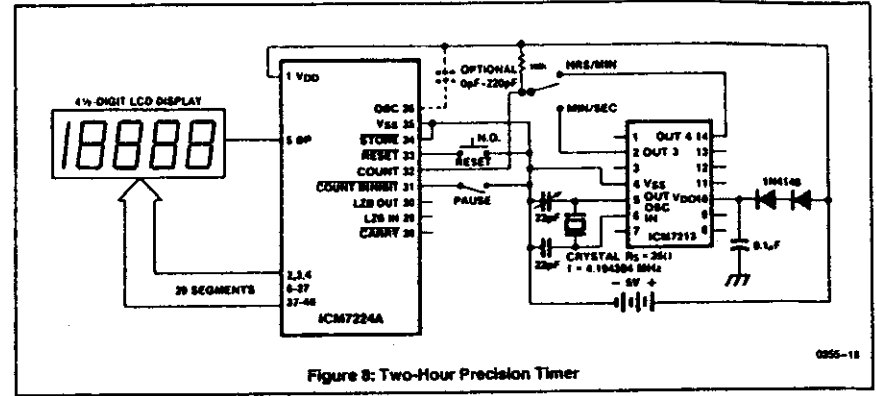 4½-DIGIT LCD DISPLAY
18888
1 VDD
5 BP
OSC 36
VSS 35
STORE 34
RESET 33
COUNT 32
COUNT INHIBIT 31
LZB OUT 30
LZB IN 29
CARRY 28
2,3,4
6-27
37-40
29 SEGMENTS
ICM7224A
OPTIONAL
0pF-220pF
N.O.
RESET
PAUSE
HRS/MIN
MIN/SEC
1
OUT 4 14
2 OUT 3
13
3
12
4 VSS
11
5 OUT
VDD 10
OSC
6 IN
9
7
8
ICM7213
1N4148
0.1µF
22pF
22pF
CRYSTAL RS = 35Ω
f = 4.194304 MHz
– 5V +
0355–18
Figure 8: Two-Hour Precision Timer